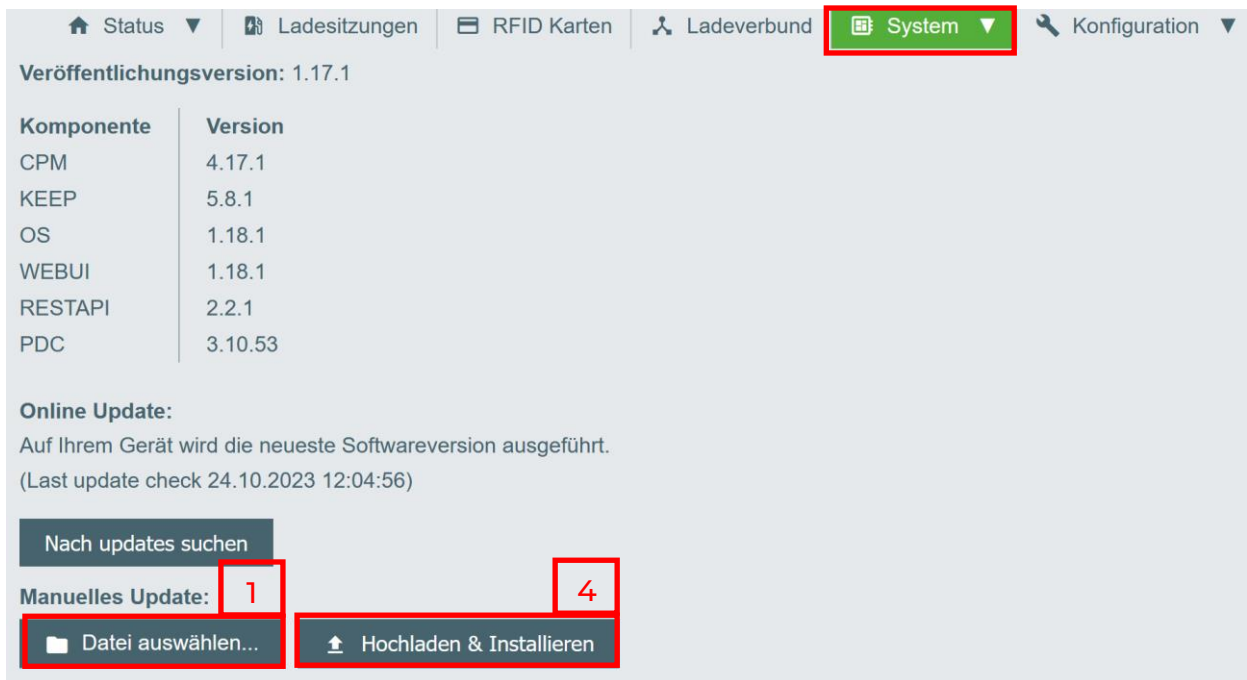 Status ▼ Ladesitzungen RFID Karten Ladeverbund System ▼ Konfiguration ▼
Veröffentlichungsversion: 1.17.1
Komponente Version
CPM 4.17.1
KEEP 5.8.1
OS 1.18.1
WEBUI 1.18.1
RESTAPI 2.2.1
PDC 3.10.53
Online Update:
Auf Ihrem Gerät wird die neueste Softwareversion ausgeführt.
(Last update check 24.10.2023 12:04:56)
Nach updates suchen
Manuelles Update: 1 4
Datei auswählen... Hochladen & Installieren